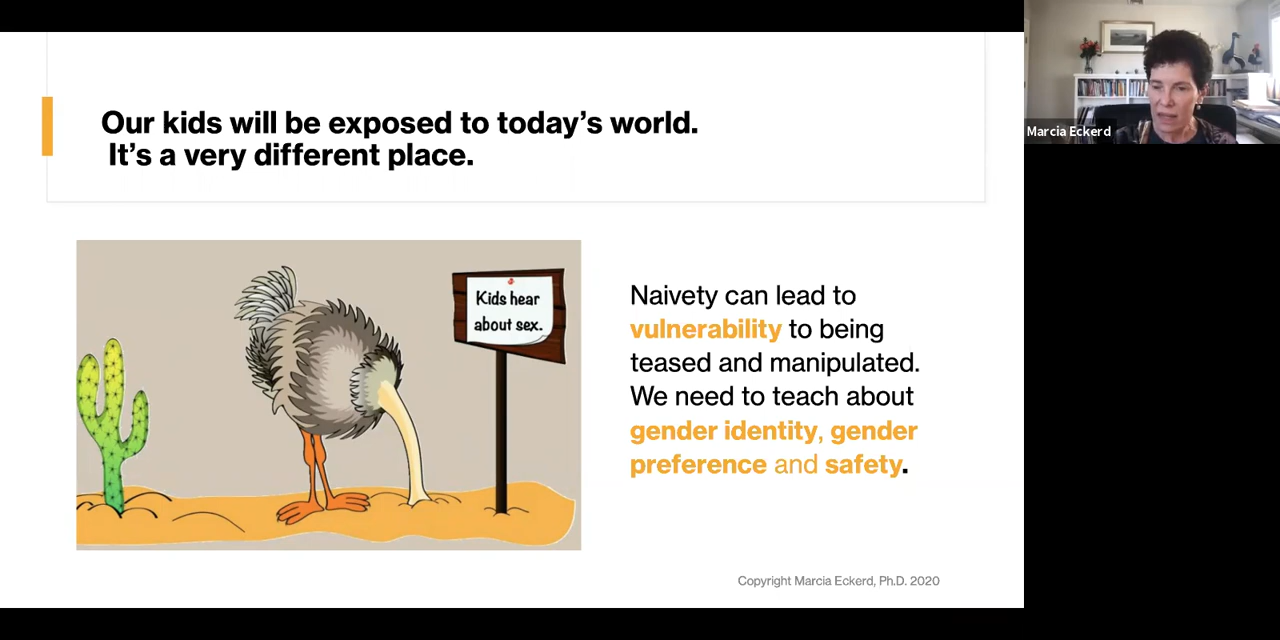 Our kids will be exposed to today’s world.
It’s a very different place.
Kids hear
about sex.
Naivety can lead to
vulnerability to being
teased and manipulated.
We need to teach about
gender identity, gender
preference and safety.
Copyright Marcia Eckerd, Ph.D. 2020
Marcia Eckerd